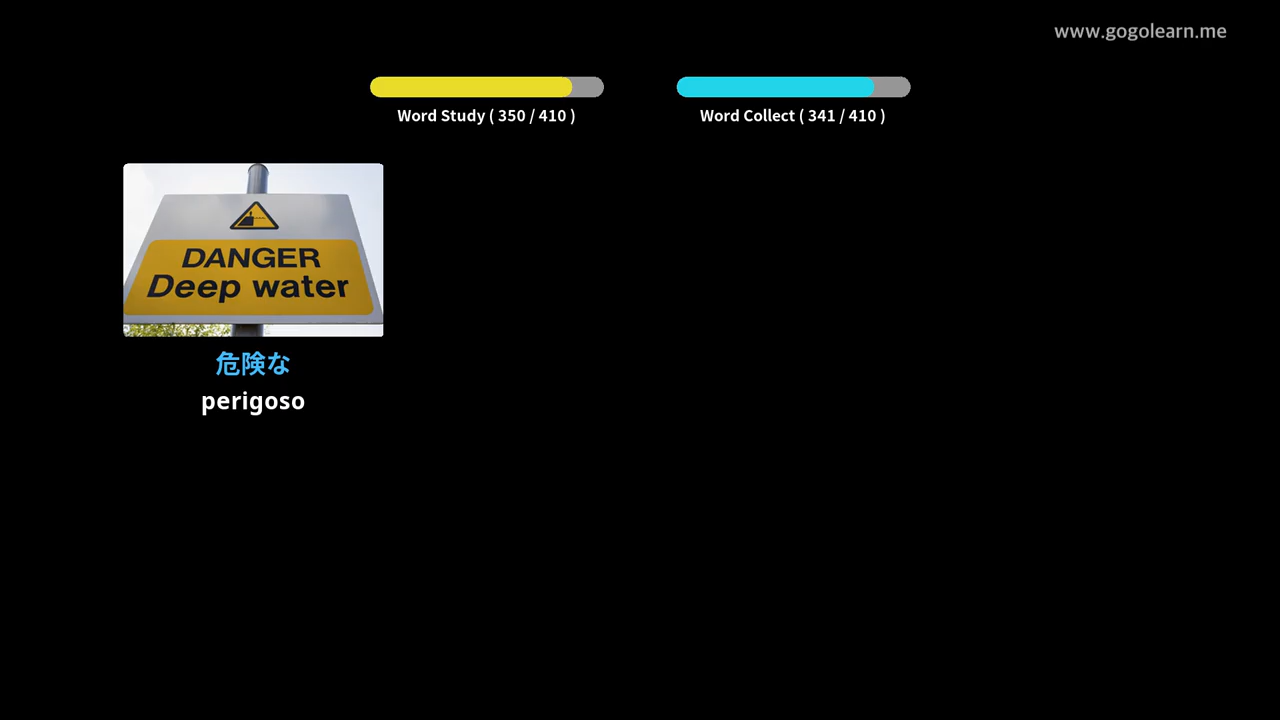 www.gogolearn.me
Word Study ( 350 / 410 )
Word Collect ( 341 / 410 )
DANGER
Deep water
危険な
perigoso